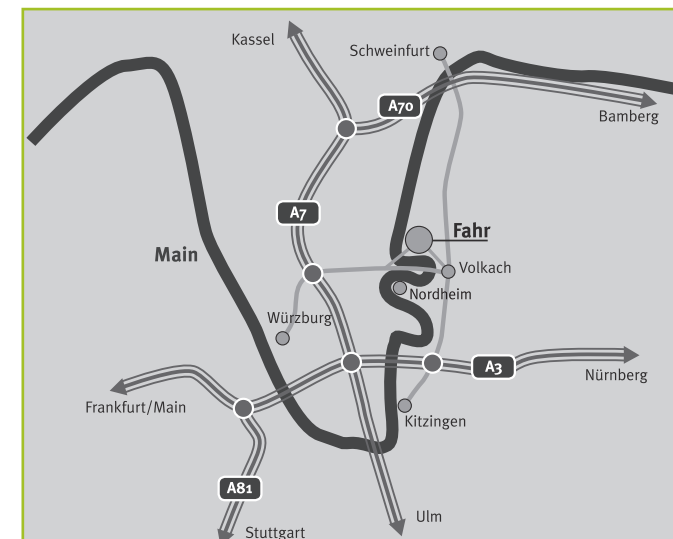 Kassel
Schweinfurt
A70
Bamberg
A7
Fahr
Main
Volkach
Nordheim
Würzburg
A3
Nürnberg
Frankfurt/Main
Kitzingen
A81
Ulm
Stuttgart